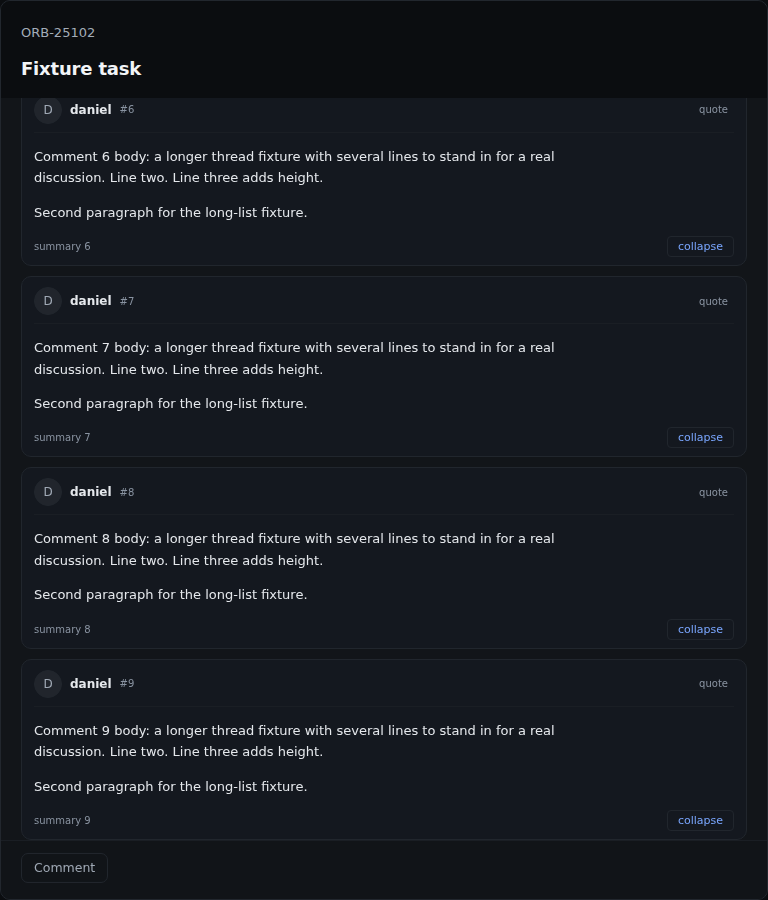 ORB-25102
Fixture task
D daniel #6 quote
Comment 6 body: a longer thread fixture with several lines to stand in for a real
discussion. Line two. Line three adds height.
Second paragraph for the long-list fixture.
summary 6 collapse
D daniel #7 quote
Comment 7 body: a longer thread fixture with several lines to stand in for a real
discussion. Line two. Line three adds height.
Second paragraph for the long-list fixture.
summary 7 collapse
D daniel #8 quote
Comment 8 body: a longer thread fixture with several lines to stand in for a real
discussion. Line two. Line three adds height.
Second paragraph for the long-list fixture.
summary 8 collapse
D daniel #9 quote
Comment 9 body: a longer thread fixture with several lines to stand in for a real
discussion. Line two. Line three adds height.
Second paragraph for the long-list fixture.
summary 9 collapse
Comment